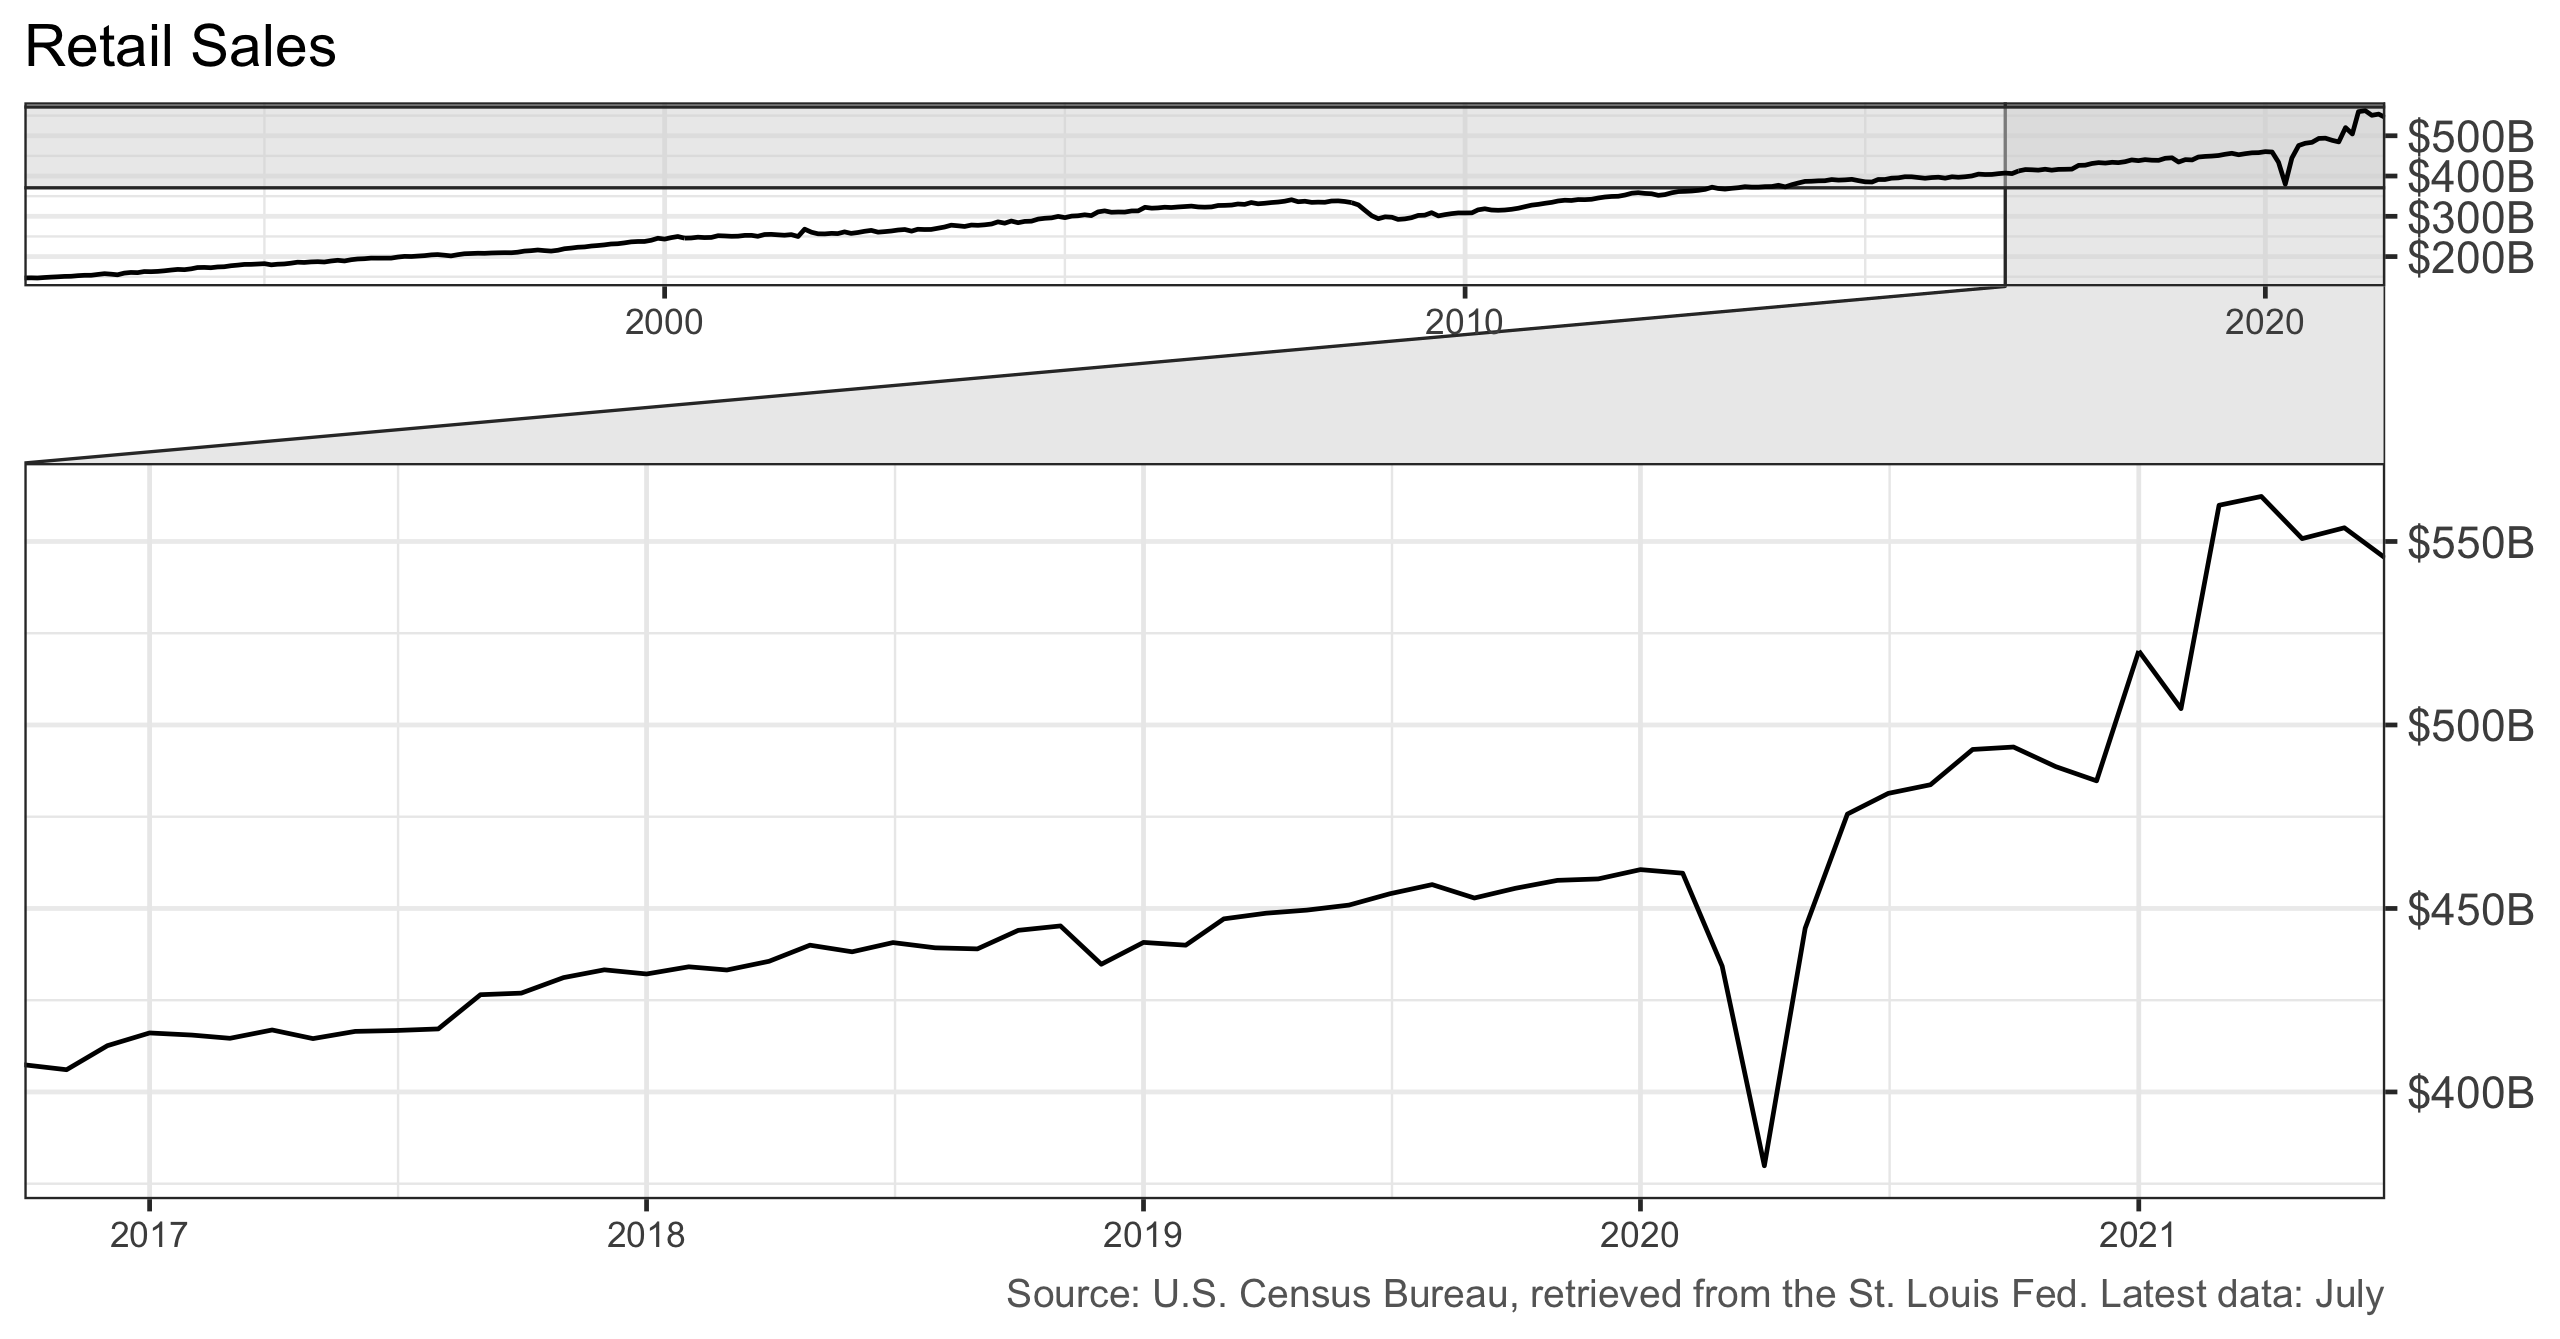 Retail Sales
$500B
$400B
$300B
$200B
2000 2010 2020
$550B
$500B
$450B
$400B
2017 2018 2019 2020 2021
Source: U.S. Census Bureau, retrieved from the St. Louis Fed. Latest data: July